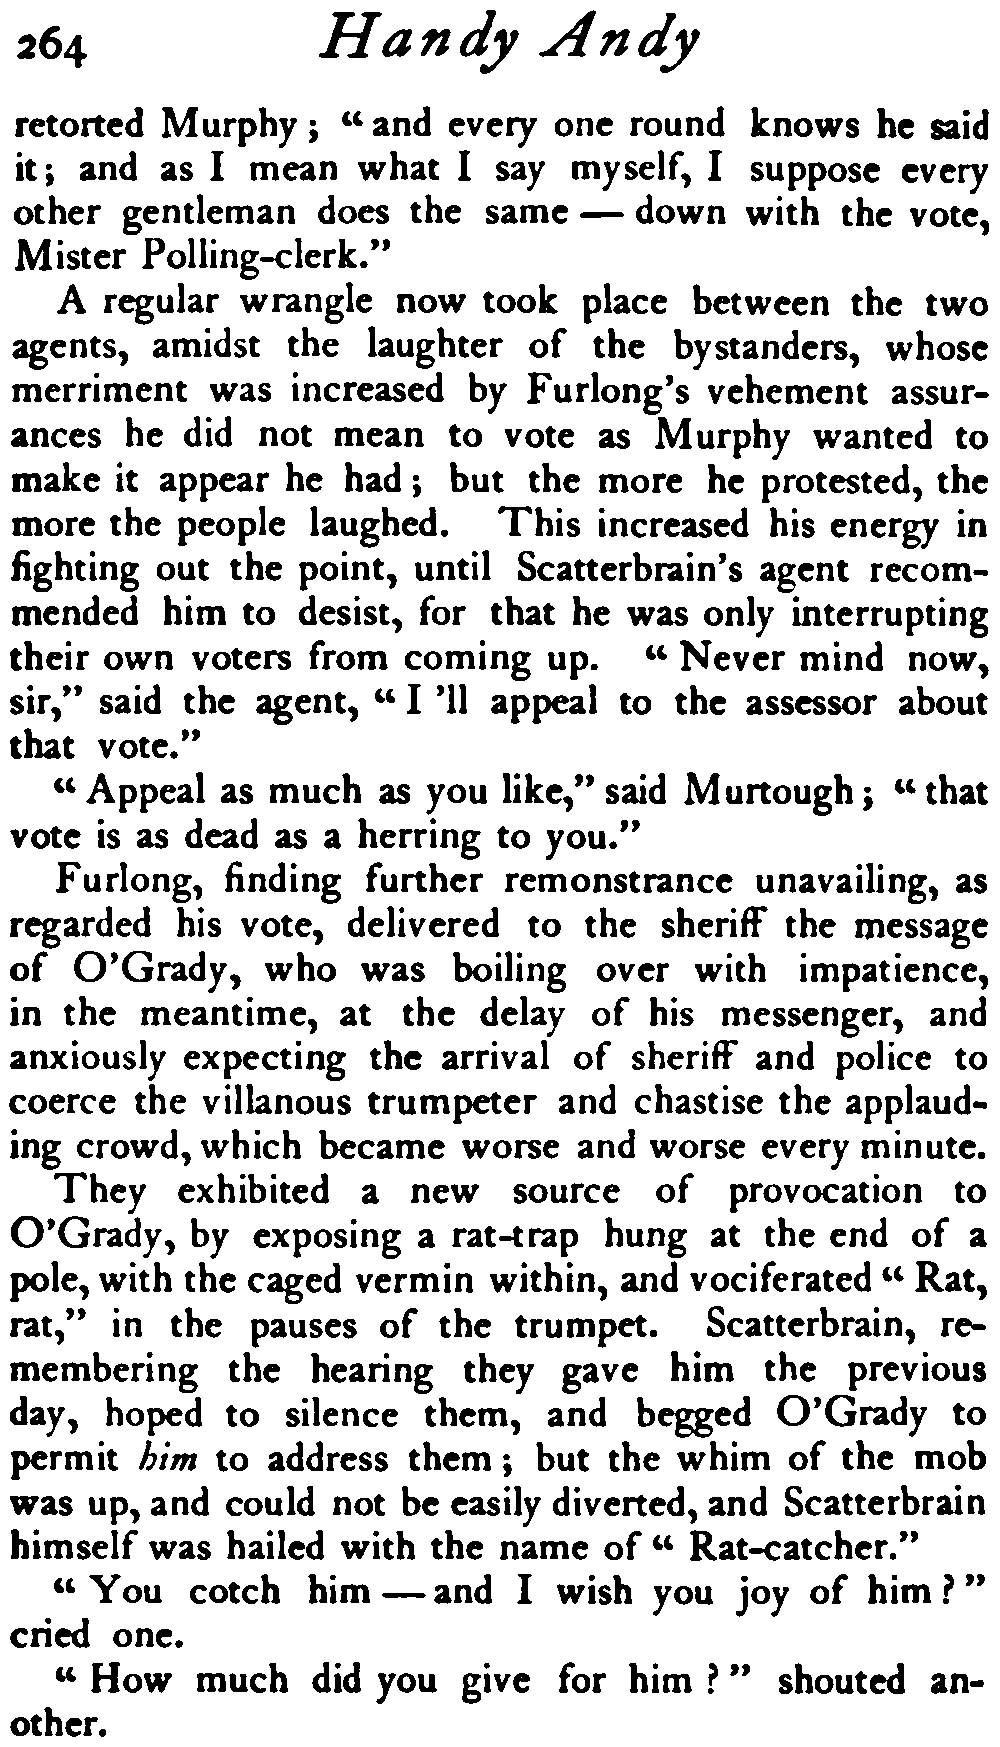 264 Handy Andy
retorted Murphy; “and every one round knows he said
it; and as I mean what I say myself, I suppose every
other gentleman does the same — down with the vote,
Mister Polling-clerk.”
A regular wrangle now took place between the two
agents, amidst the laughter of the bystanders, whose
merriment was increased by Furlong's vehement assur-
ances he did not mean to vote as Murphy wanted to
make it appear he had; but the more he protested, the
more the people laughed. This increased his energy in
fighting out the point, until Scatterbrain's agent recom-
mended him to desist, for that he was only interrupting
their own voters from coming up. “Never mind now,
sir,” said the agent, “I 'll appeal to the assessor about
that vote.”
“Appeal as much as you like,” said Murtough; “that
vote is as dead as a herring to you.”
Furlong, finding further remonstrance unavailing, as
regarded his vote, delivered to the sheriff the message
of O'Grady, who was boiling over with impatience,
in the meantime, at the delay of his messenger, and
anxiously expecting the arrival of sheriff and police to
coerce the villanous trumpeter and chastise the applaud-
ing crowd, which became worse and worse every minute.
They exhibited a new source of provocation to
O'Grady, by exposing a rat-trap hung at the end of a
pole, with the caged vermin within, and vociferated “Rat,
rat,” in the pauses of the trumpet. Scatterbrain, re-
membering the hearing they gave him the previous
day, hoped to silence them, and begged O'Grady to
permit him to address them; but the whim of the mob
was up, and could not be easily diverted, and Scatterbrain
himself was hailed with the name of “Rat-catcher.”
“You cotch him — and I wish you joy of him?”
cried one.
“How much did you give for him?” shouted an-
other.